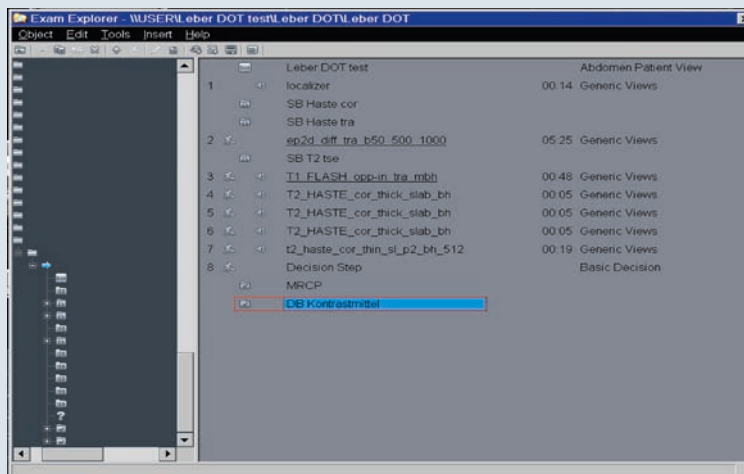 Exam Explorer - \\USER\Leber DOT test\Leber DOT\Leber DOT
Object Edit Tools Insert Help
Leber DOT test Abdomen Patient View
1 localizer 00:14 Generic Views
SB Haste cor
SB Haste tra
2 ep2d_diff_tra_b50_500_1000 05:25 Generic Views
SB T2 tse
3 T1_FLASH_opp-in_tra_mbh 00:48 Generic Views
4 T2_HASTE_cor_thick_slab_bh 00:05 Generic Views
5 T2_HASTE_cor_thick_slab_bh 00:05 Generic Views
6 T2_HASTE_cor_thick_slab_bh 00:05 Generic Views
7 t2_haste_cor_thin_sl_p2_bh_512 00:19 Generic Views
8 Decision Step Basic Decision
MRCP
DB Kontrastmittel
?